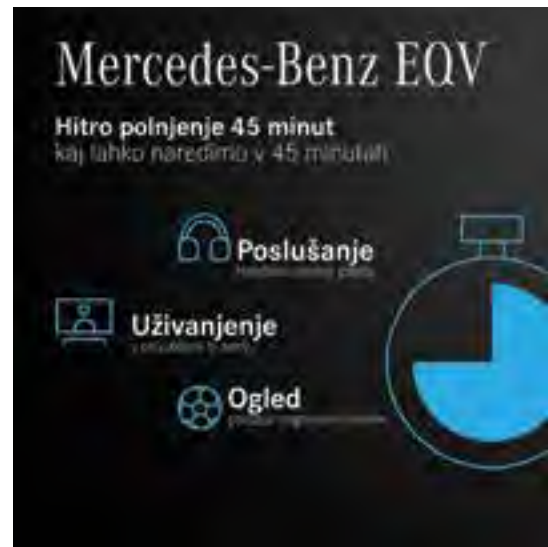 Mercedes-Benz EQV
Hitro polnjenje 45 minut
kaj lahko naredimo v 45 minutah
Poslušanje
Uživanjenje
Ogled